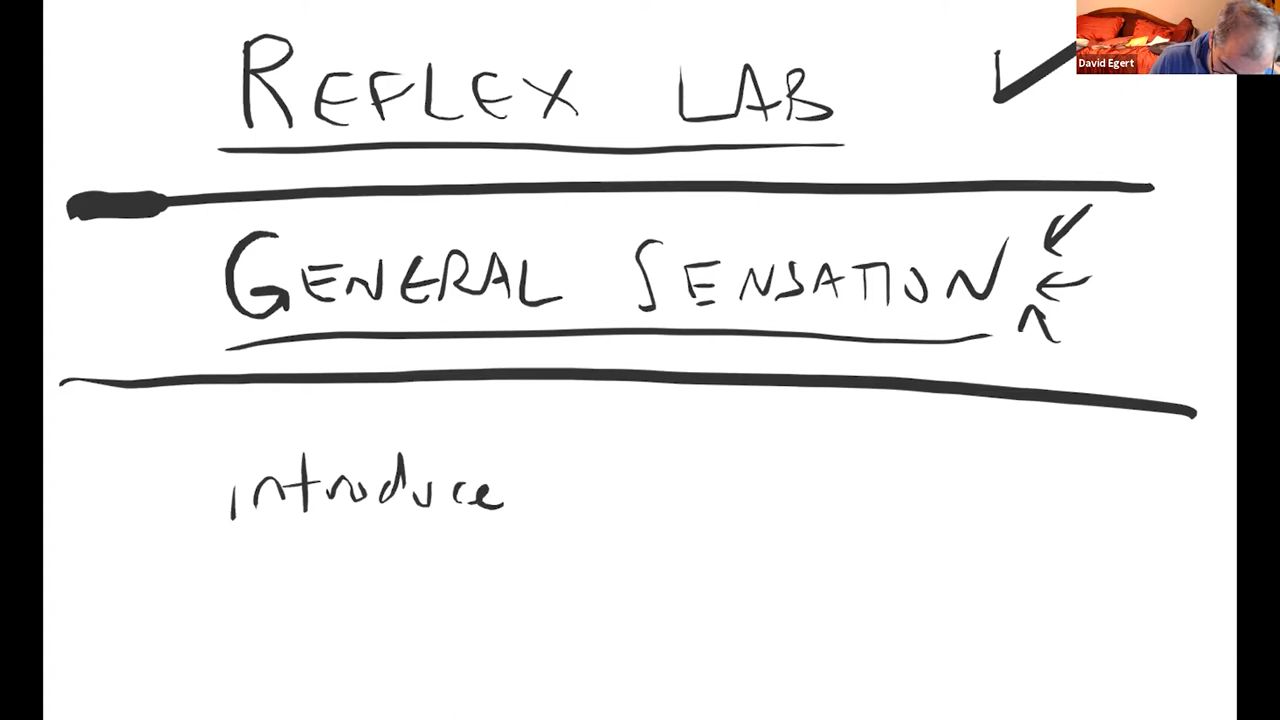 REFLEX LAB
David Egert
GENERAL SENSATION
introduce